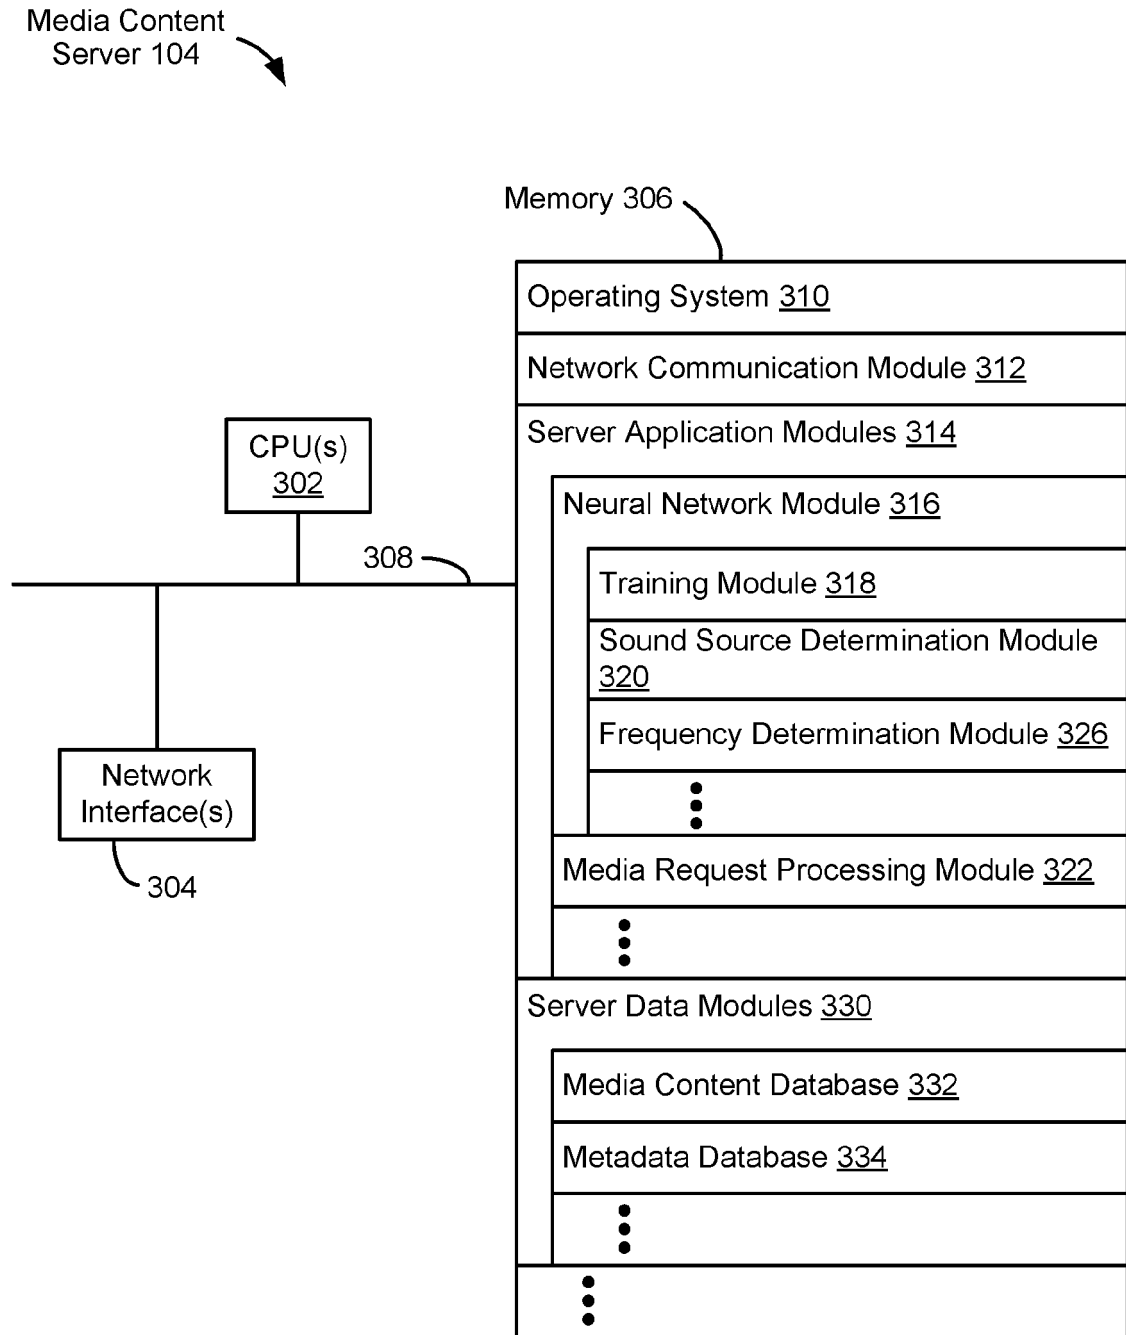 Media Content
Server 104
Memory 306
Operating System 310
Network Communication Module 312
Server Application Modules 314
CPU(s)
302
Neural Network Module 316
308
Training Module 318
Sound Source Determination Module
320
Frequency Determination Module 326
Network
Interface(s)
304
Media Request Processing Module 322
Server Data Modules 330
Media Content Database 332
Metadata Database 334